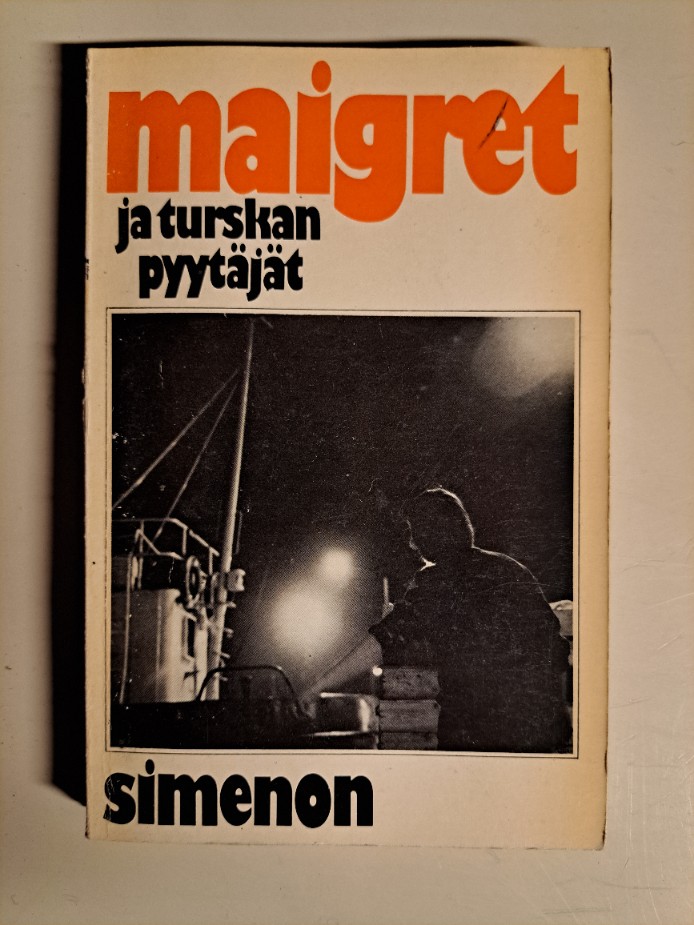 maigret
ja turskan
pyytäjät
simenon